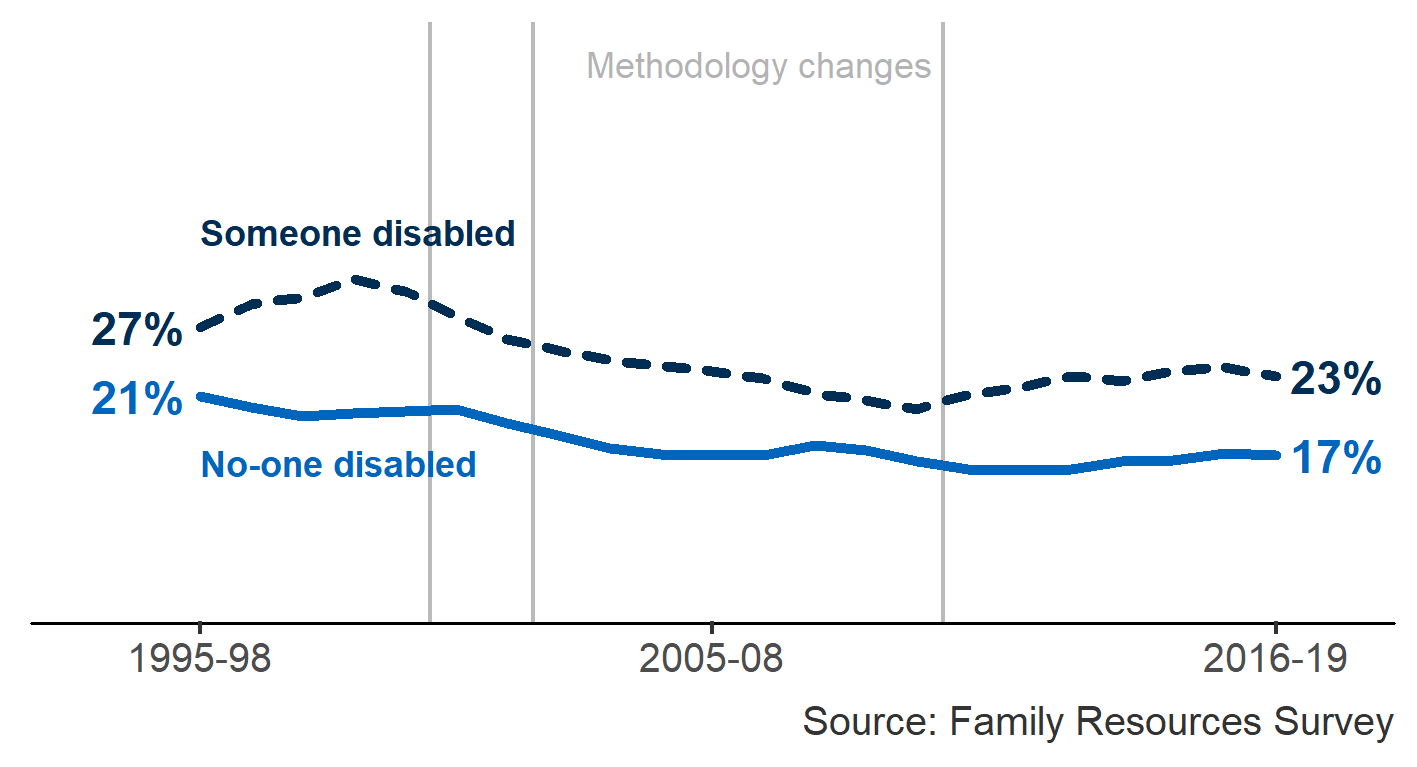 Methodology changes
Someone disabled
27%
23%
21%
No-one disabled
17%
1995-98
2005-08
2016-19
Source: Family Resources Survey